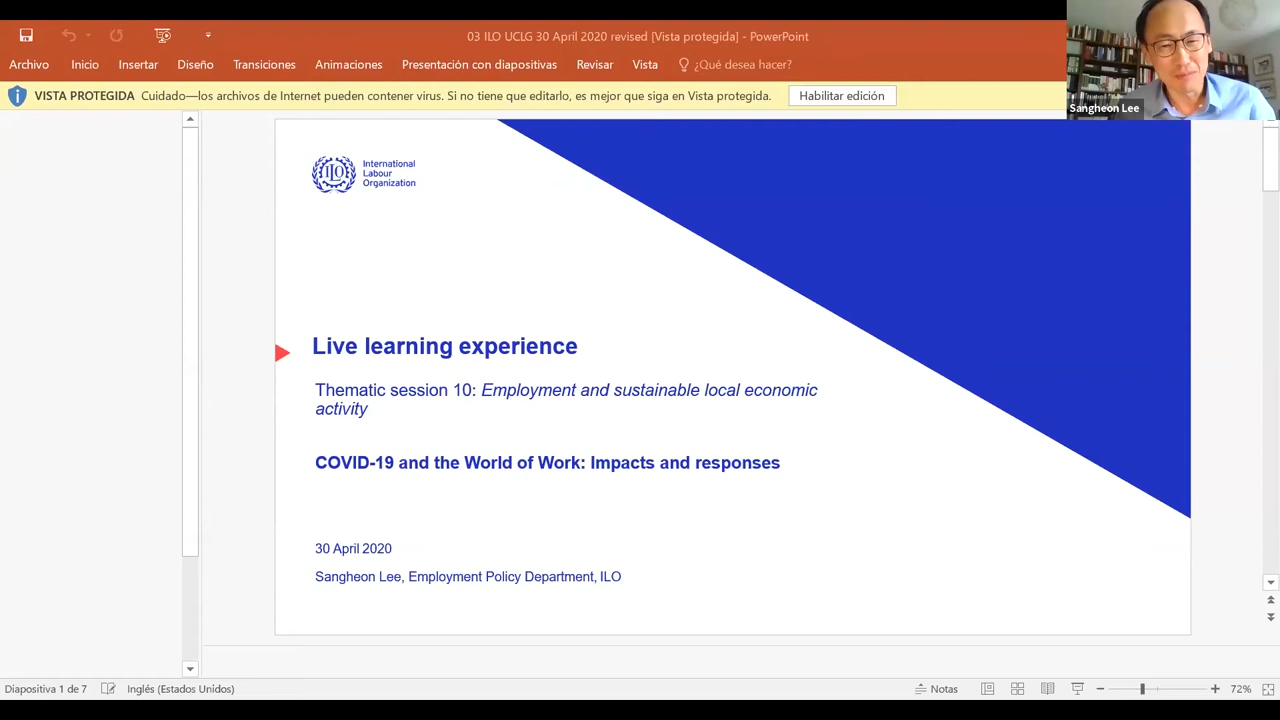 03 ILO UCLG 30 April 2020 revised [Vista protegida] - PowerPoint
Archivo Inicio Insertar Diseño Transiciones Animaciones Presentación con diapositivas Revisar Vista ¿Qué desea hacer?
VISTA PROTEGIDA Cuidado—los archivos de Internet pueden contener virus. Si no tiene que editarlo, es mejor que siga en Vista protegida. Habilitar edición
Sangheon Lee
ILO
International
Labour
Organization
Live learning experience
Thematic session 10: Employment and sustainable local economic
activity
COVID-19 and the World of Work: Impacts and responses
30 April 2020
Sangheon Lee, Employment Policy Department, ILO
Diapositiva 1 de 7 Inglés (Estados Unidos) Notas 72%